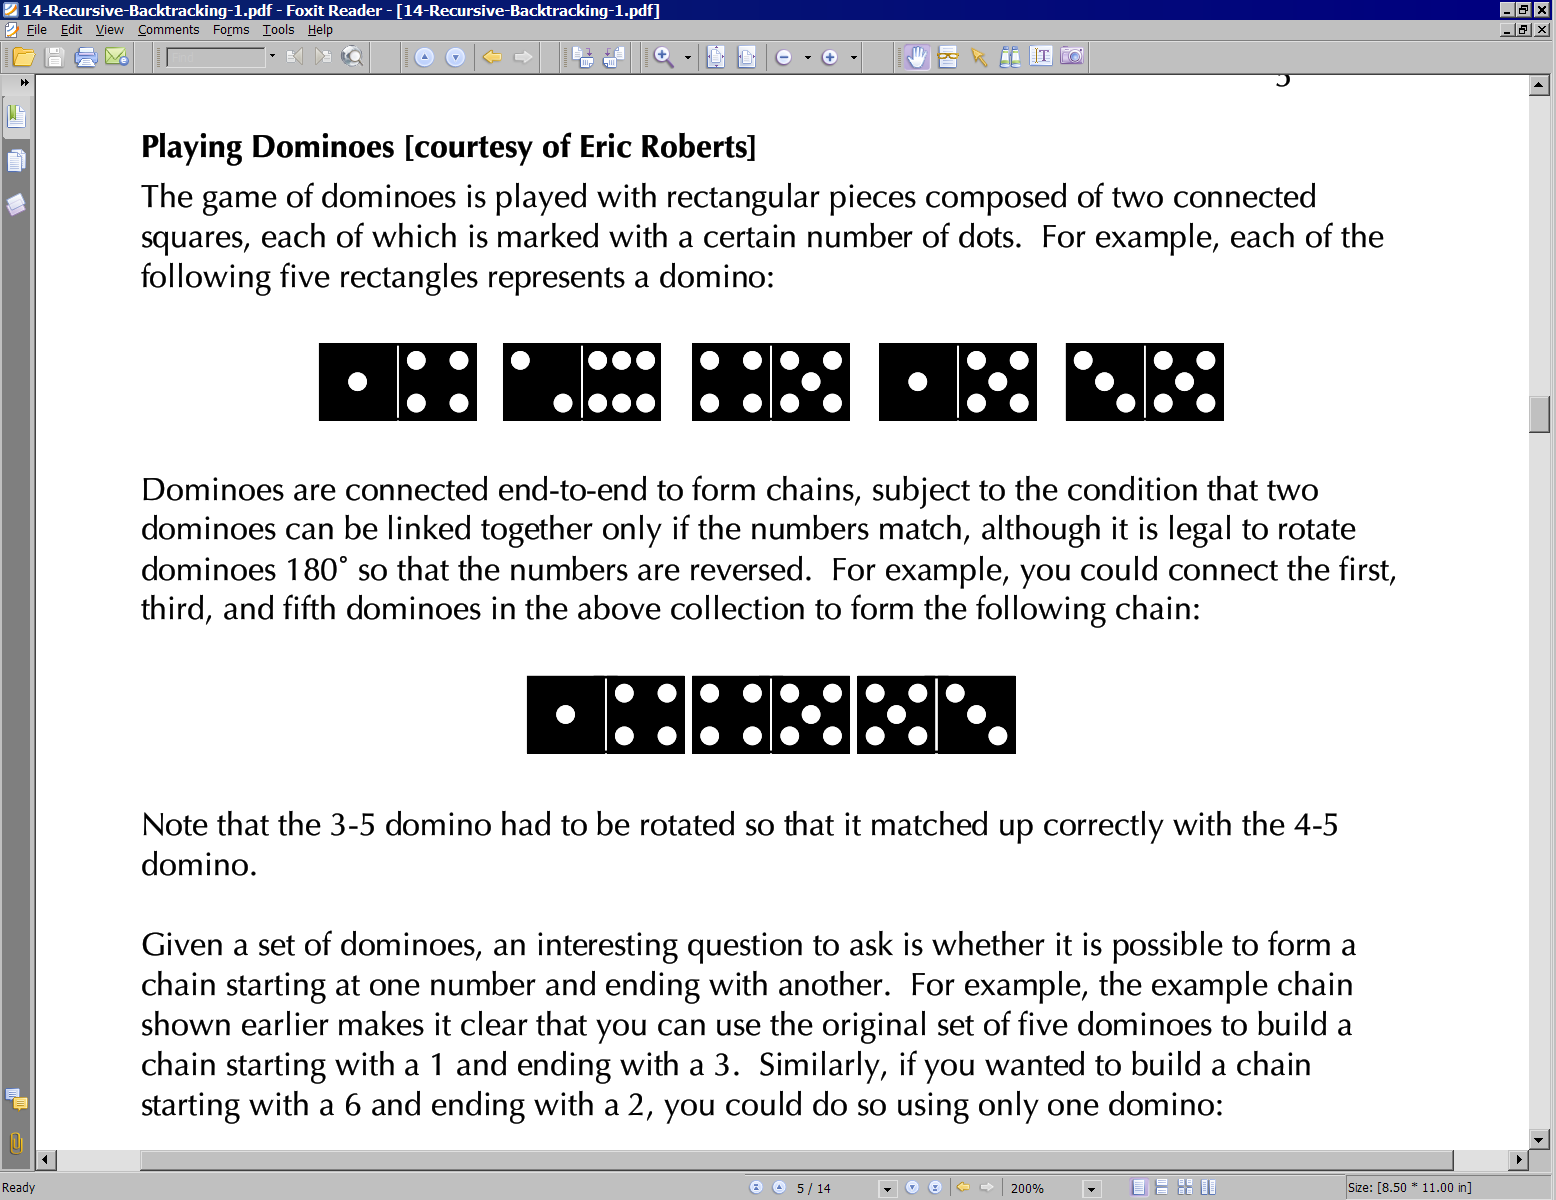 14-Recursive-Backtracking-1.pdf - Foxit Reader - [14-Recursive-Backtracking-1.pdf]
File Edit View Comments Forms Tools Help
Find
Playing Dominoes [courtesy of Eric Roberts]
The game of dominoes is played with rectangular pieces composed of two connected
squares, each of which is marked with a certain number of dots.  For example, each of the
following five rectangles represents a domino:
Dominoes are connected end-to-end to form chains, subject to the condition that two
dominoes can be linked together only if the numbers match, although it is legal to rotate
dominoes 180˚ so that the numbers are reversed.  For example, you could connect the first,
third, and fifth dominoes in the above collection to form the following chain:
Note that the 3-5 domino had to be rotated so that it matched up correctly with the 4-5
domino.
Given a set of dominoes, an interesting question to ask is whether it is possible to form a
chain starting at one number and ending with another.  For example, the example chain
shown earlier makes it clear that you can use the original set of five dominoes to build a
chain starting with a 1 and ending with a 3.  Similarly, if you wanted to build a chain
starting with a 6 and ending with a 2, you could do so using only one domino:
Ready 5 / 14 200% Size: [8.50 * 11.00 in]